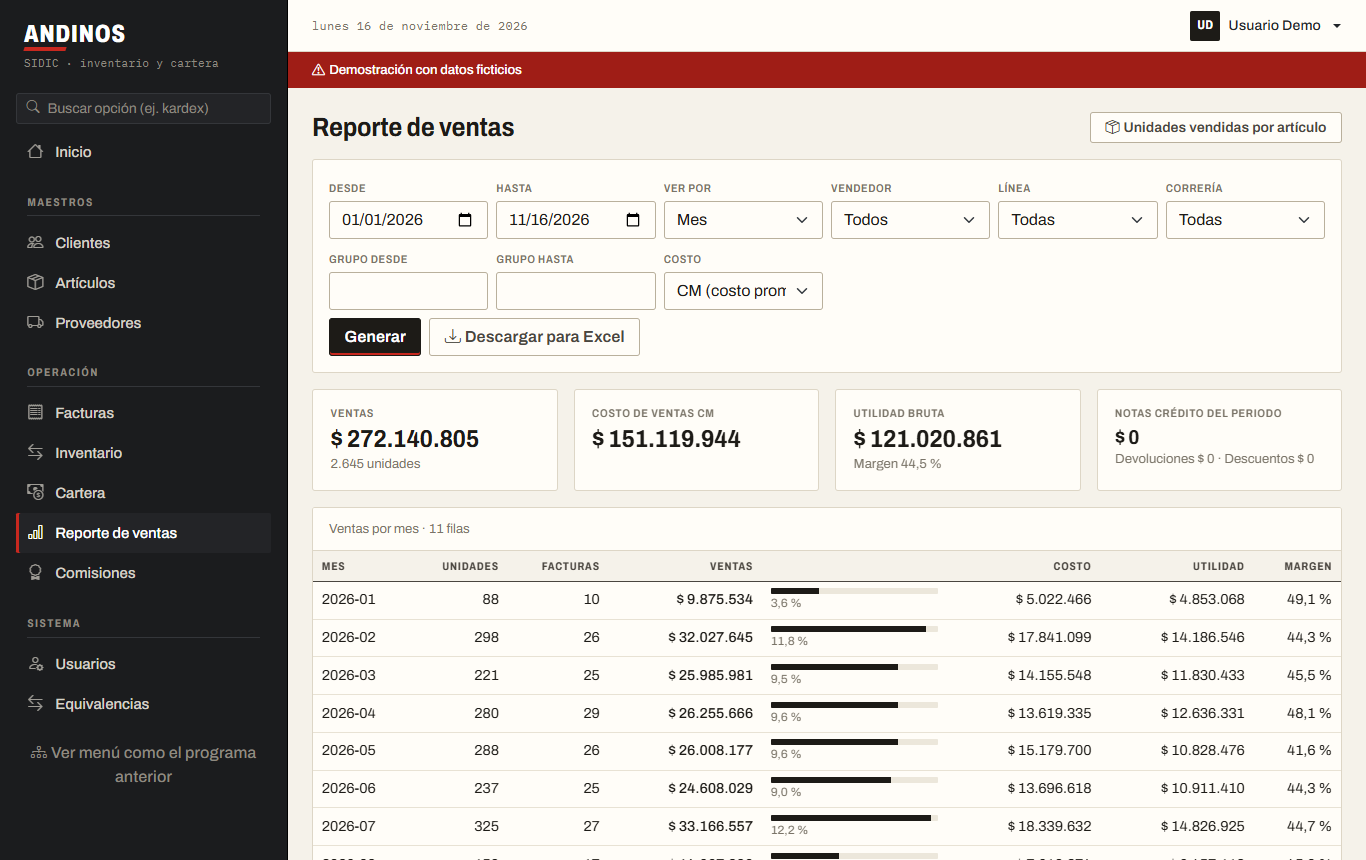 ANDINOS
SIDIC · inventario y cartera
Buscar opción (ej. kardex)
Inicio
MAESTROS
Clientes
Artículos
Proveedores
OPERACIÓN
Facturas
Inventario
Cartera
Reporte de ventas
Comisiones
SISTEMA
Usuarios
Equivalencias
Ver menú como el programa
anterior
lunes 16 de noviembre de 2026
UD Usuario Demo
Demostración con datos ficticios
Reporte de ventas
Unidades vendidas por artículo
DESDE HASTA VER POR VENDEDOR LÍNEA CORRERÍA
01/01/2026 11/16/2026 Mes Todos Todas Todas
GRUPO DESDE GRUPO HASTA COSTO
CM (costo prom
Generar Descargar para Excel
VENTAS
$ 272.140.805
2.645 unidades
COSTO DE VENTAS CM
$ 151.119.944
UTILIDAD BRUTA
$ 121.020.861
Margen 44,5 %
NOTAS CRÉDITO DEL PERIODO
$ 0
Devoluciones $ 0 · Descuentos $ 0
Ventas por mes · 11 filas
MES UNIDADES FACTURAS VENTAS COSTO UTILIDAD MARGEN
2026-01 88 10 $ 9.875.534 3,6 % $ 5.022.466 $ 4.853.068 49,1 %
2026-02 298 26 $ 32.027.645 11,8 % $ 17.841.099 $ 14.186.546 44,3 %
2026-03 221 25 $ 25.985.981 9,5 % $ 14.155.548 $ 11.830.433 45,5 %
2026-04 280 29 $ 26.255.666 9,6 % $ 13.619.335 $ 12.636.331 48,1 %
2026-05 288 26 $ 26.008.177 9,6 % $ 15.179.700 $ 10.828.476 41,6 %
2026-06 237 25 $ 24.608.029 9,0 % $ 13.696.618 $ 10.911.410 44,3 %
2026-07 325 27 $ 33.166.557 12,2 % $ 18.339.632 $ 14.826.925 44,7 %